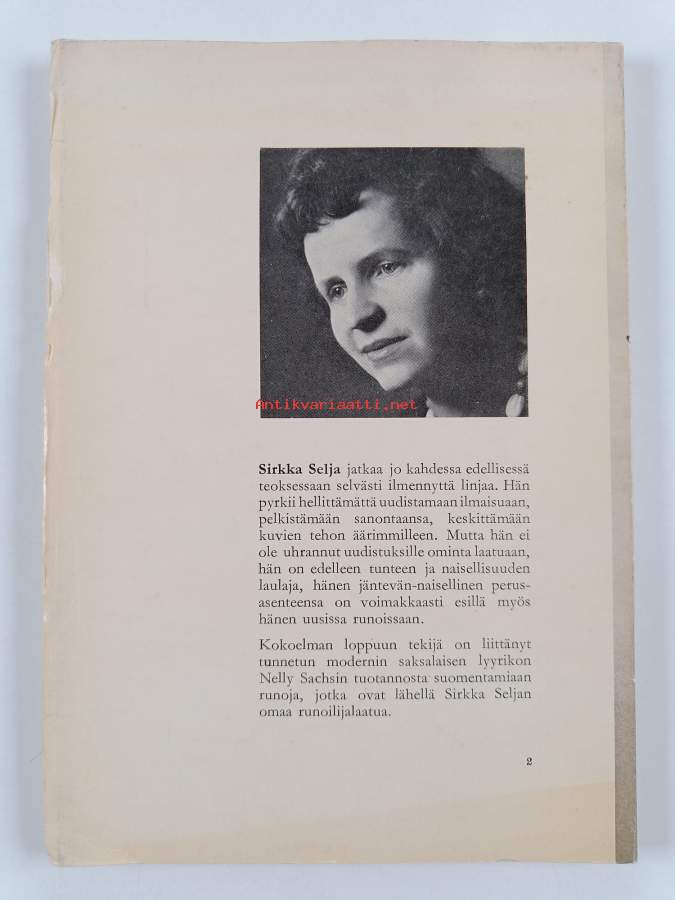 Antikvariaatti.net
Sirkka Selja jatkaa jo kahdessa edellisessä
teoksessaan selvästi ilmennyttä linjaa. Hän
pyrkii hellittämättä uudistamaan ilmaisuaan,
pelkistämään sanontaansa, keskittämään
kuvien tehon äärimmilleen. Mutta hän ei
ole uhrannut uudistuksille ominta laatuaan,
hän on edelleen tunteen ja naisellisuuden
laulaja, hänen jäntevän-naisellinen perus-
asenteensa on voimakkaasti esillä myös
hänen uusissa runoissaan.
Kokoelman loppuun tekijä on liittänyt
tunnetun modernin saksalaisen lyyrikon
Nelly Sachsin tuotannosta suomentamiaan
runoja, jotka ovat lähellä Sirkka Seljan
omaa runoilijalaatua.
2